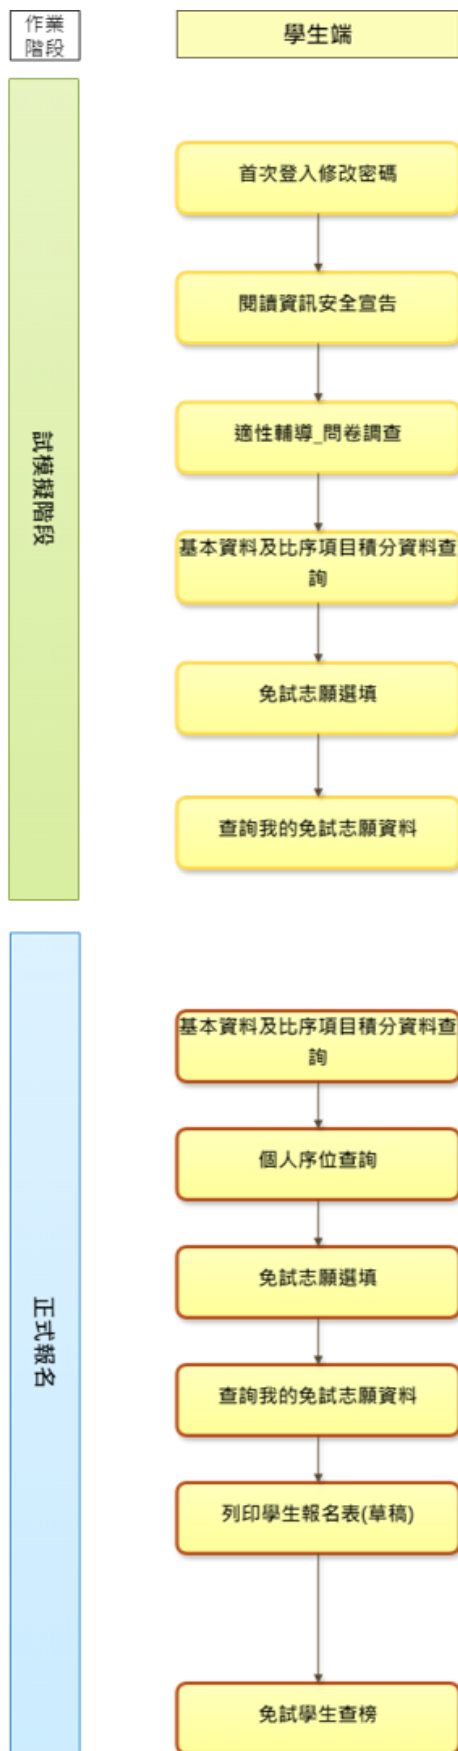 作業
階段
學生端
試模擬階段
首次登入修改密碼
閱讀資訊安全宣告
適性輔導_問卷調查
基本資料及比序項目積分資料查
詢
免試志願選填
查詢我的免試志願資料
正式報名
基本資料及比序項目積分資料查
詢
個人序位查詢
免試志願選填
查詢我的免試志願資料
列印學生報名表(草稿)
免試學生查榜